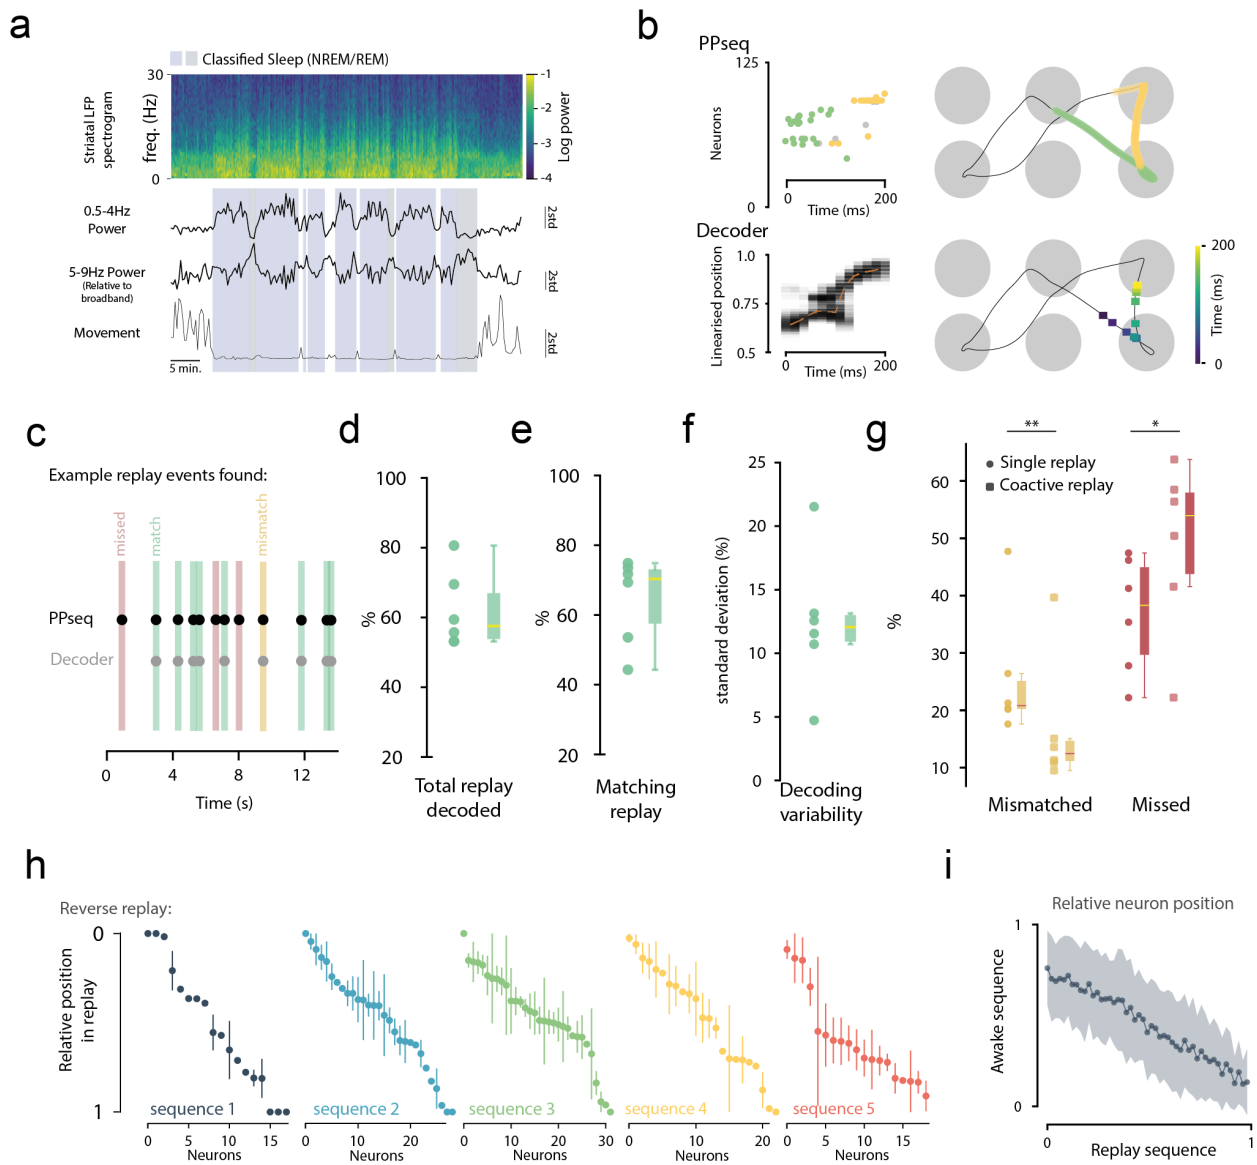 a
Classified Sleep (NREM/REM)
Striatal LFP
spectrogram
freq. (Hz)
30
0
-1
-2
-3
-4
Log power
0.5-4Hz
Power
2std
5-9Hz Power
(Relative to
broadband)
2std
Movement
2std
5 min.
b
PPseq
125
Neurons
0
0
200
Time (ms)
Decoder
Linearised position
1.0
0.75
0.5
0
200
Time (ms)
200
Time (ms)
0
c
Example replay events found:
missed
match
mismatch
PPseq
Decoder
0
4
8
12
Time (s)
d
100
80
60
40
20
%
Total replay
decoded
e
100
80
60
40
20
%
Matching
replay
f
25
20
15
10
5
0
standard deviation (%)
Decoding
variability
g
**
*
Single replay
Coactive replay
60
50
40
30
20
10
%
Mismatched
Missed
h
Reverse replay:
Relative position
in replay
0
1
sequence 1
0
5
10
15
Neurons
sequence 2
0
10
20
Neurons
sequence 3
0
10
20
30
Neurons
sequence 4
0
10
20
Neurons
sequence 5
0
5
10
15
Neurons
i
Relative neuron position
1
Awake sequence
0
0
1
Replay sequence